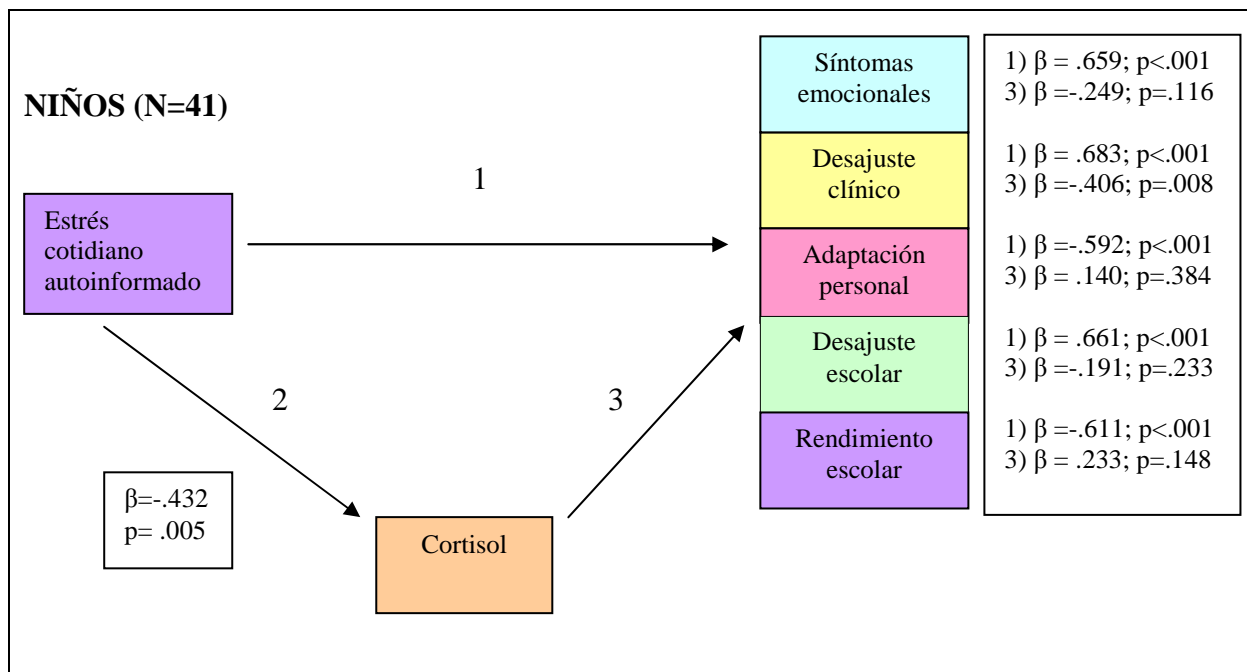 NIÑOS (N=41)
Estrés
cotidiano
autoinformado
1
2
3
β=-.432
p= .005
Cortisol
Síntomas
emocionales
1) β = .659; p<.001
3) β =-.249; p=.116
Desajuste
clínico
1) β = .683; p<.001
3) β =-.406; p=.008
Adaptación
personal
1) β =-.592; p<.001
3) β = .140; p=.384
Desajuste
escolar
1) β = .661; p<.001
3) β =-.191; p=.233
Rendimiento
escolar
1) β =-.611; p<.001
3) β = .233; p=.148